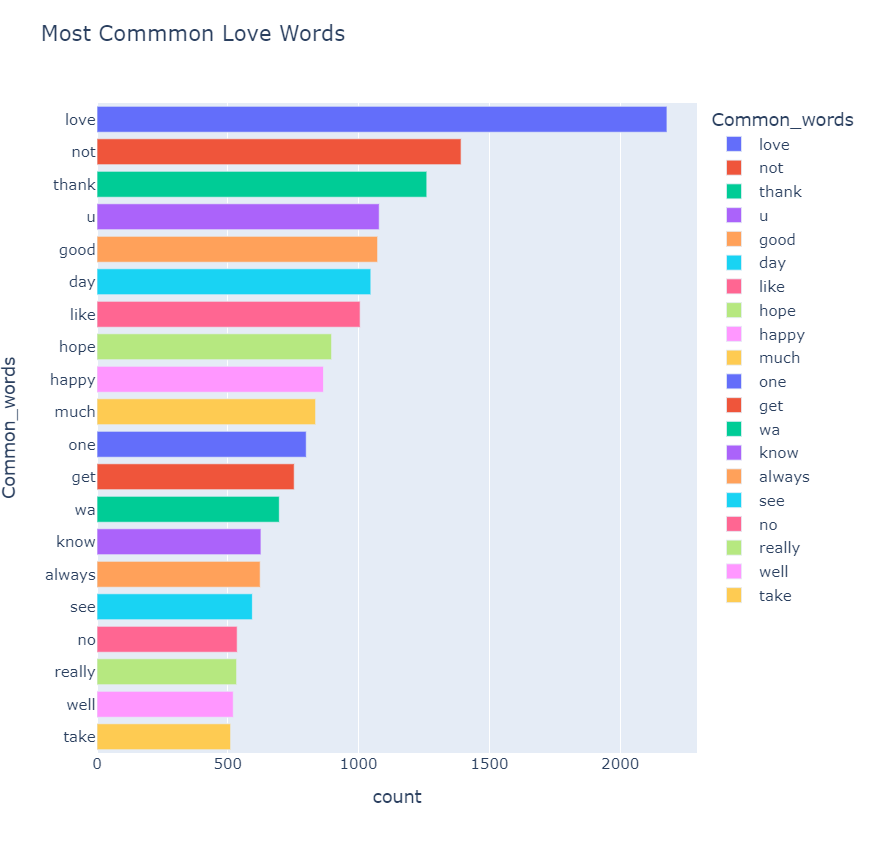 Most Commmon Love Words
Common_words
love
not
thank
u
good
day
like
hope
happy
much
one
get
wa
know
always
see
no
really
well
take
0 500 1000 1500 2000
count
Common_words
love
not
thank
u
good
day
like
hope
happy
much
one
get
wa
know
always
see
no
really
well
take